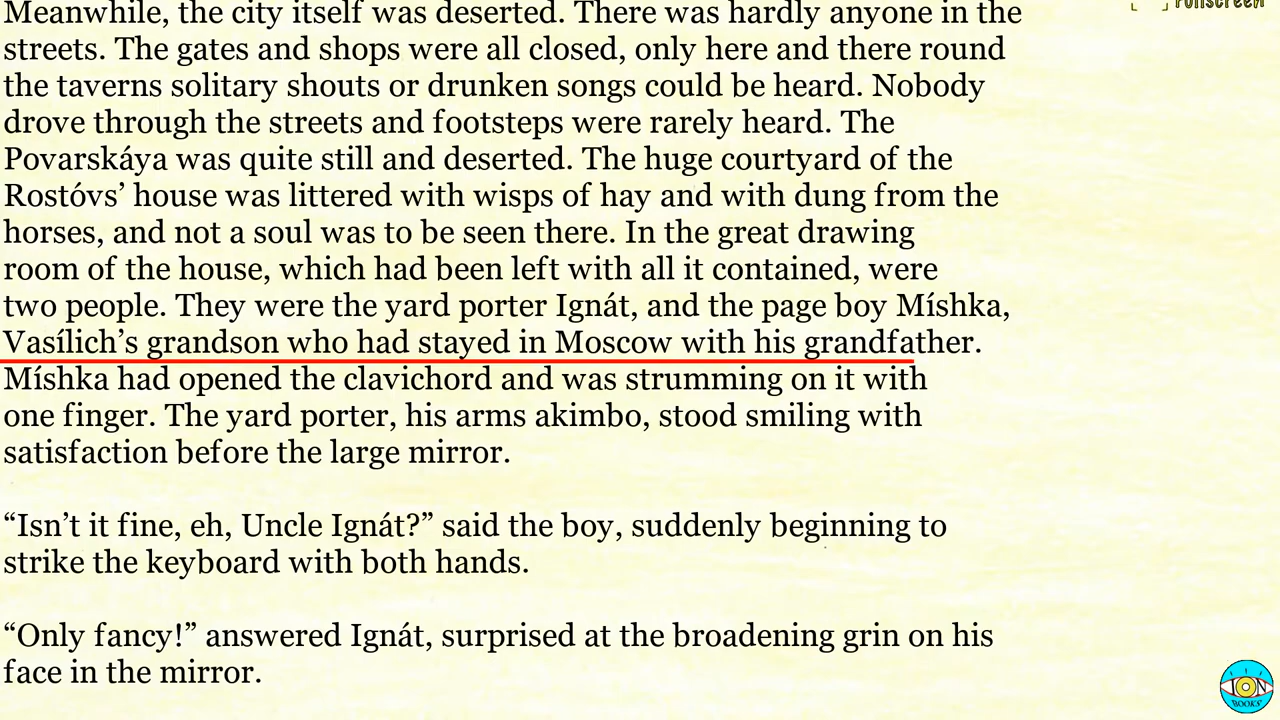 Meanwhile, the city itself was deserted. There was hardly anyone in the
Fullscreen
streets. The gates and shops were all closed, only here and there round
the taverns solitary shouts or drunken songs could be heard. Nobody
drove through the streets and footsteps were rarely heard. The
Povarskáya was quite still and deserted. The huge courtyard of the
Rostóvs’ house was littered with wisps of hay and with dung from the
horses, and not a soul was to be seen there. In the great drawing
room of the house, which had been left with all it contained, were
two people. They were the yard porter Ignát, and the page boy Míshka,
Vasílich’s grandson who had stayed in Moscow with his grandfather.
Míshka had opened the clavichord and was strumming on it with
one finger. The yard porter, his arms akimbo, stood smiling with
satisfaction before the large mirror.
“Isn’t it fine, eh, Uncle Ignát?” said the boy, suddenly beginning to
strike the keyboard with both hands.
“Only fancy!” answered Ignát, surprised at the broadening grin on his
face in the mirror.
ION
BOOKS